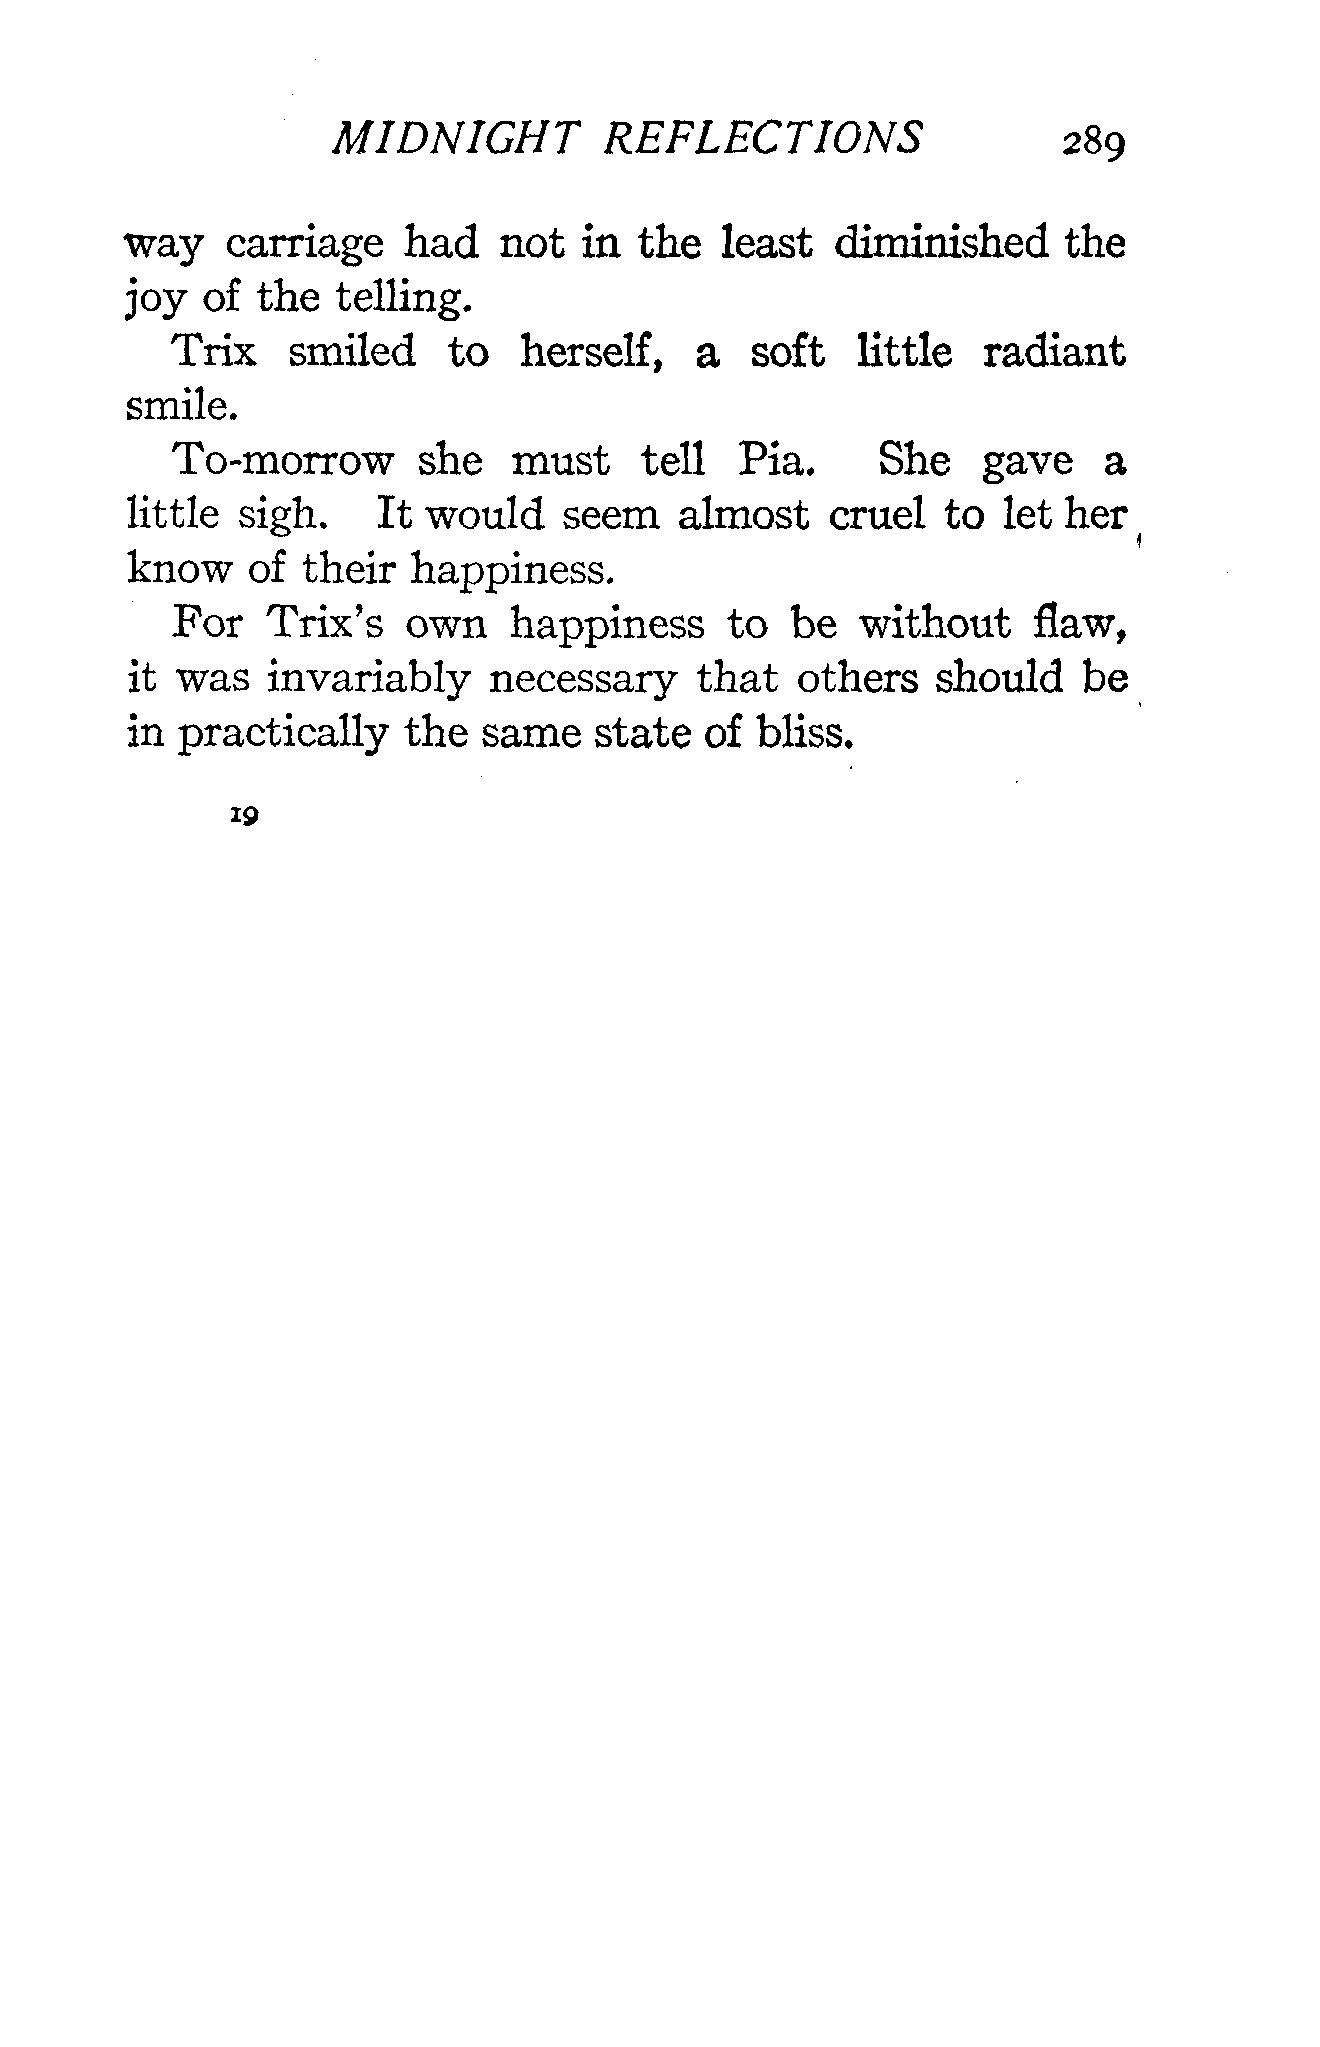 MIDNIGHT REFLECTIONS 289
way carriage had not in the least diminished the
joy of the telling.
Trix smiled to herself, a soft little radiant
smile.
To-morrow she must tell Pia. She gave a
little sigh. It would seem almost cruel to let her
know of their happiness.
For Trix's own happiness to be without flaw,
it was invariably necessary that others should be
in practically the same state of bliss.
19